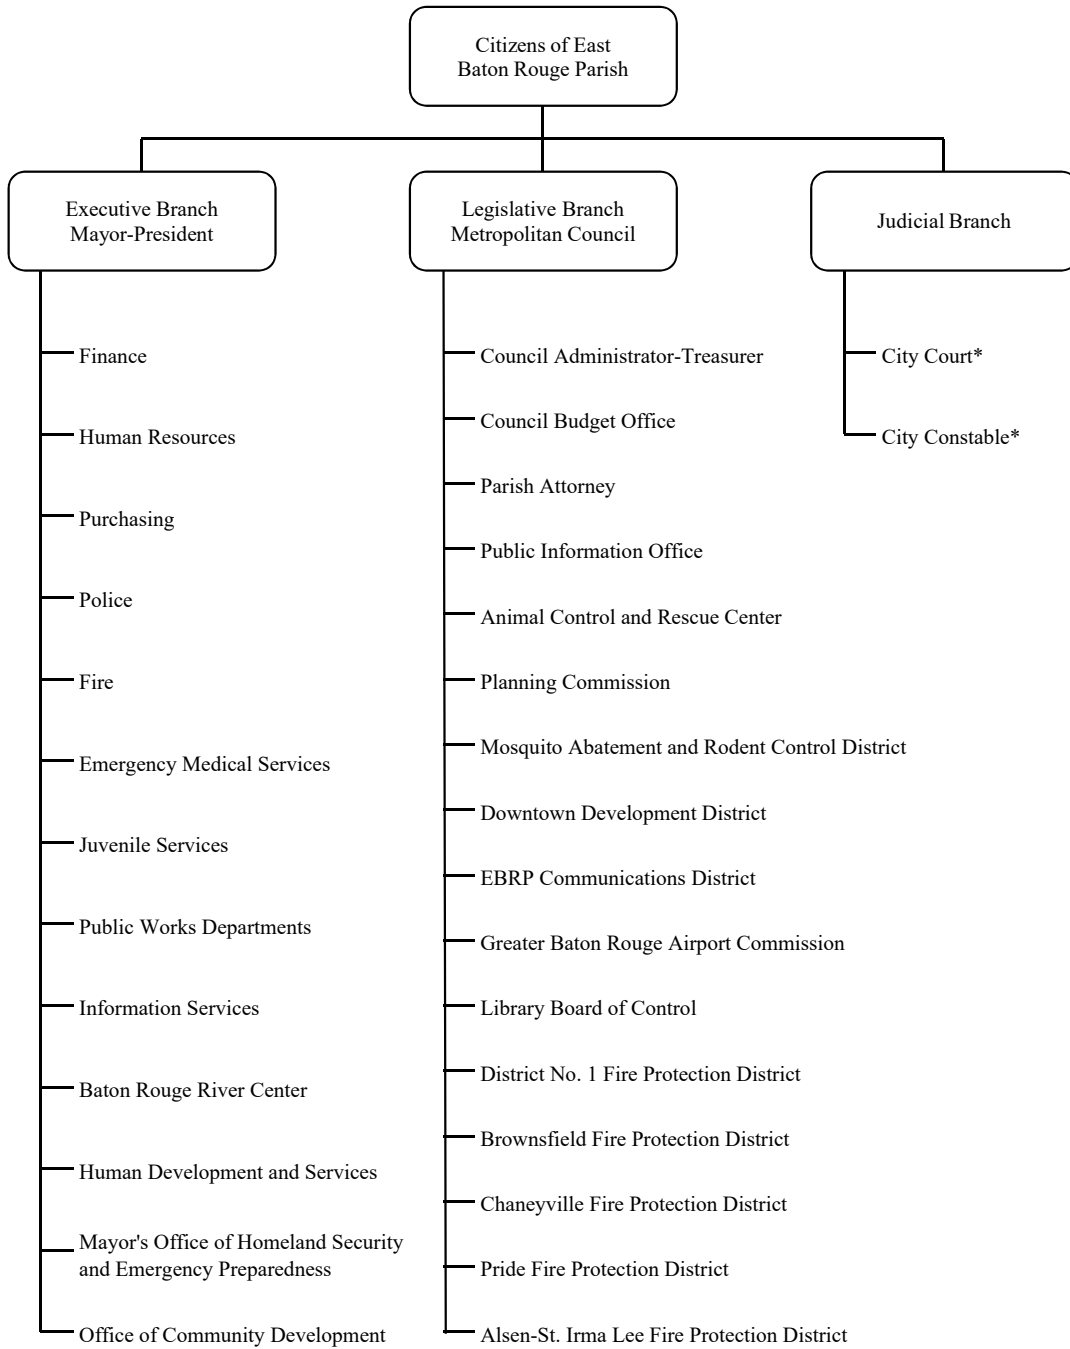 Citizens of East
Baton Rouge Parish
Executive Branch
Mayor-President
Legislative Branch
Metropolitan Council
Judicial Branch
Finance
Human Resources
Purchasing
Police
Fire
Emergency Medical Services
Juvenile Services
Public Works Departments
Information Services
Baton Rouge River Center
Human Development and Services
Mayor's Office of Homeland Security
and Emergency Preparedness
Office of Community Development
Council Administrator-Treasurer
Council Budget Office
Parish Attorney
Public Information Office
Animal Control and Rescue Center
Planning Commission
Mosquito Abatement and Rodent Control District
Downtown Development District
EBRP Communications District
Greater Baton Rouge Airport Commission
Library Board of Control
District No. 1 Fire Protection District
Brownsfield Fire Protection District
Chaneyville Fire Protection District
Pride Fire Protection District
Alsen-St. Irma Lee Fire Protection District
City Court*
City Constable*